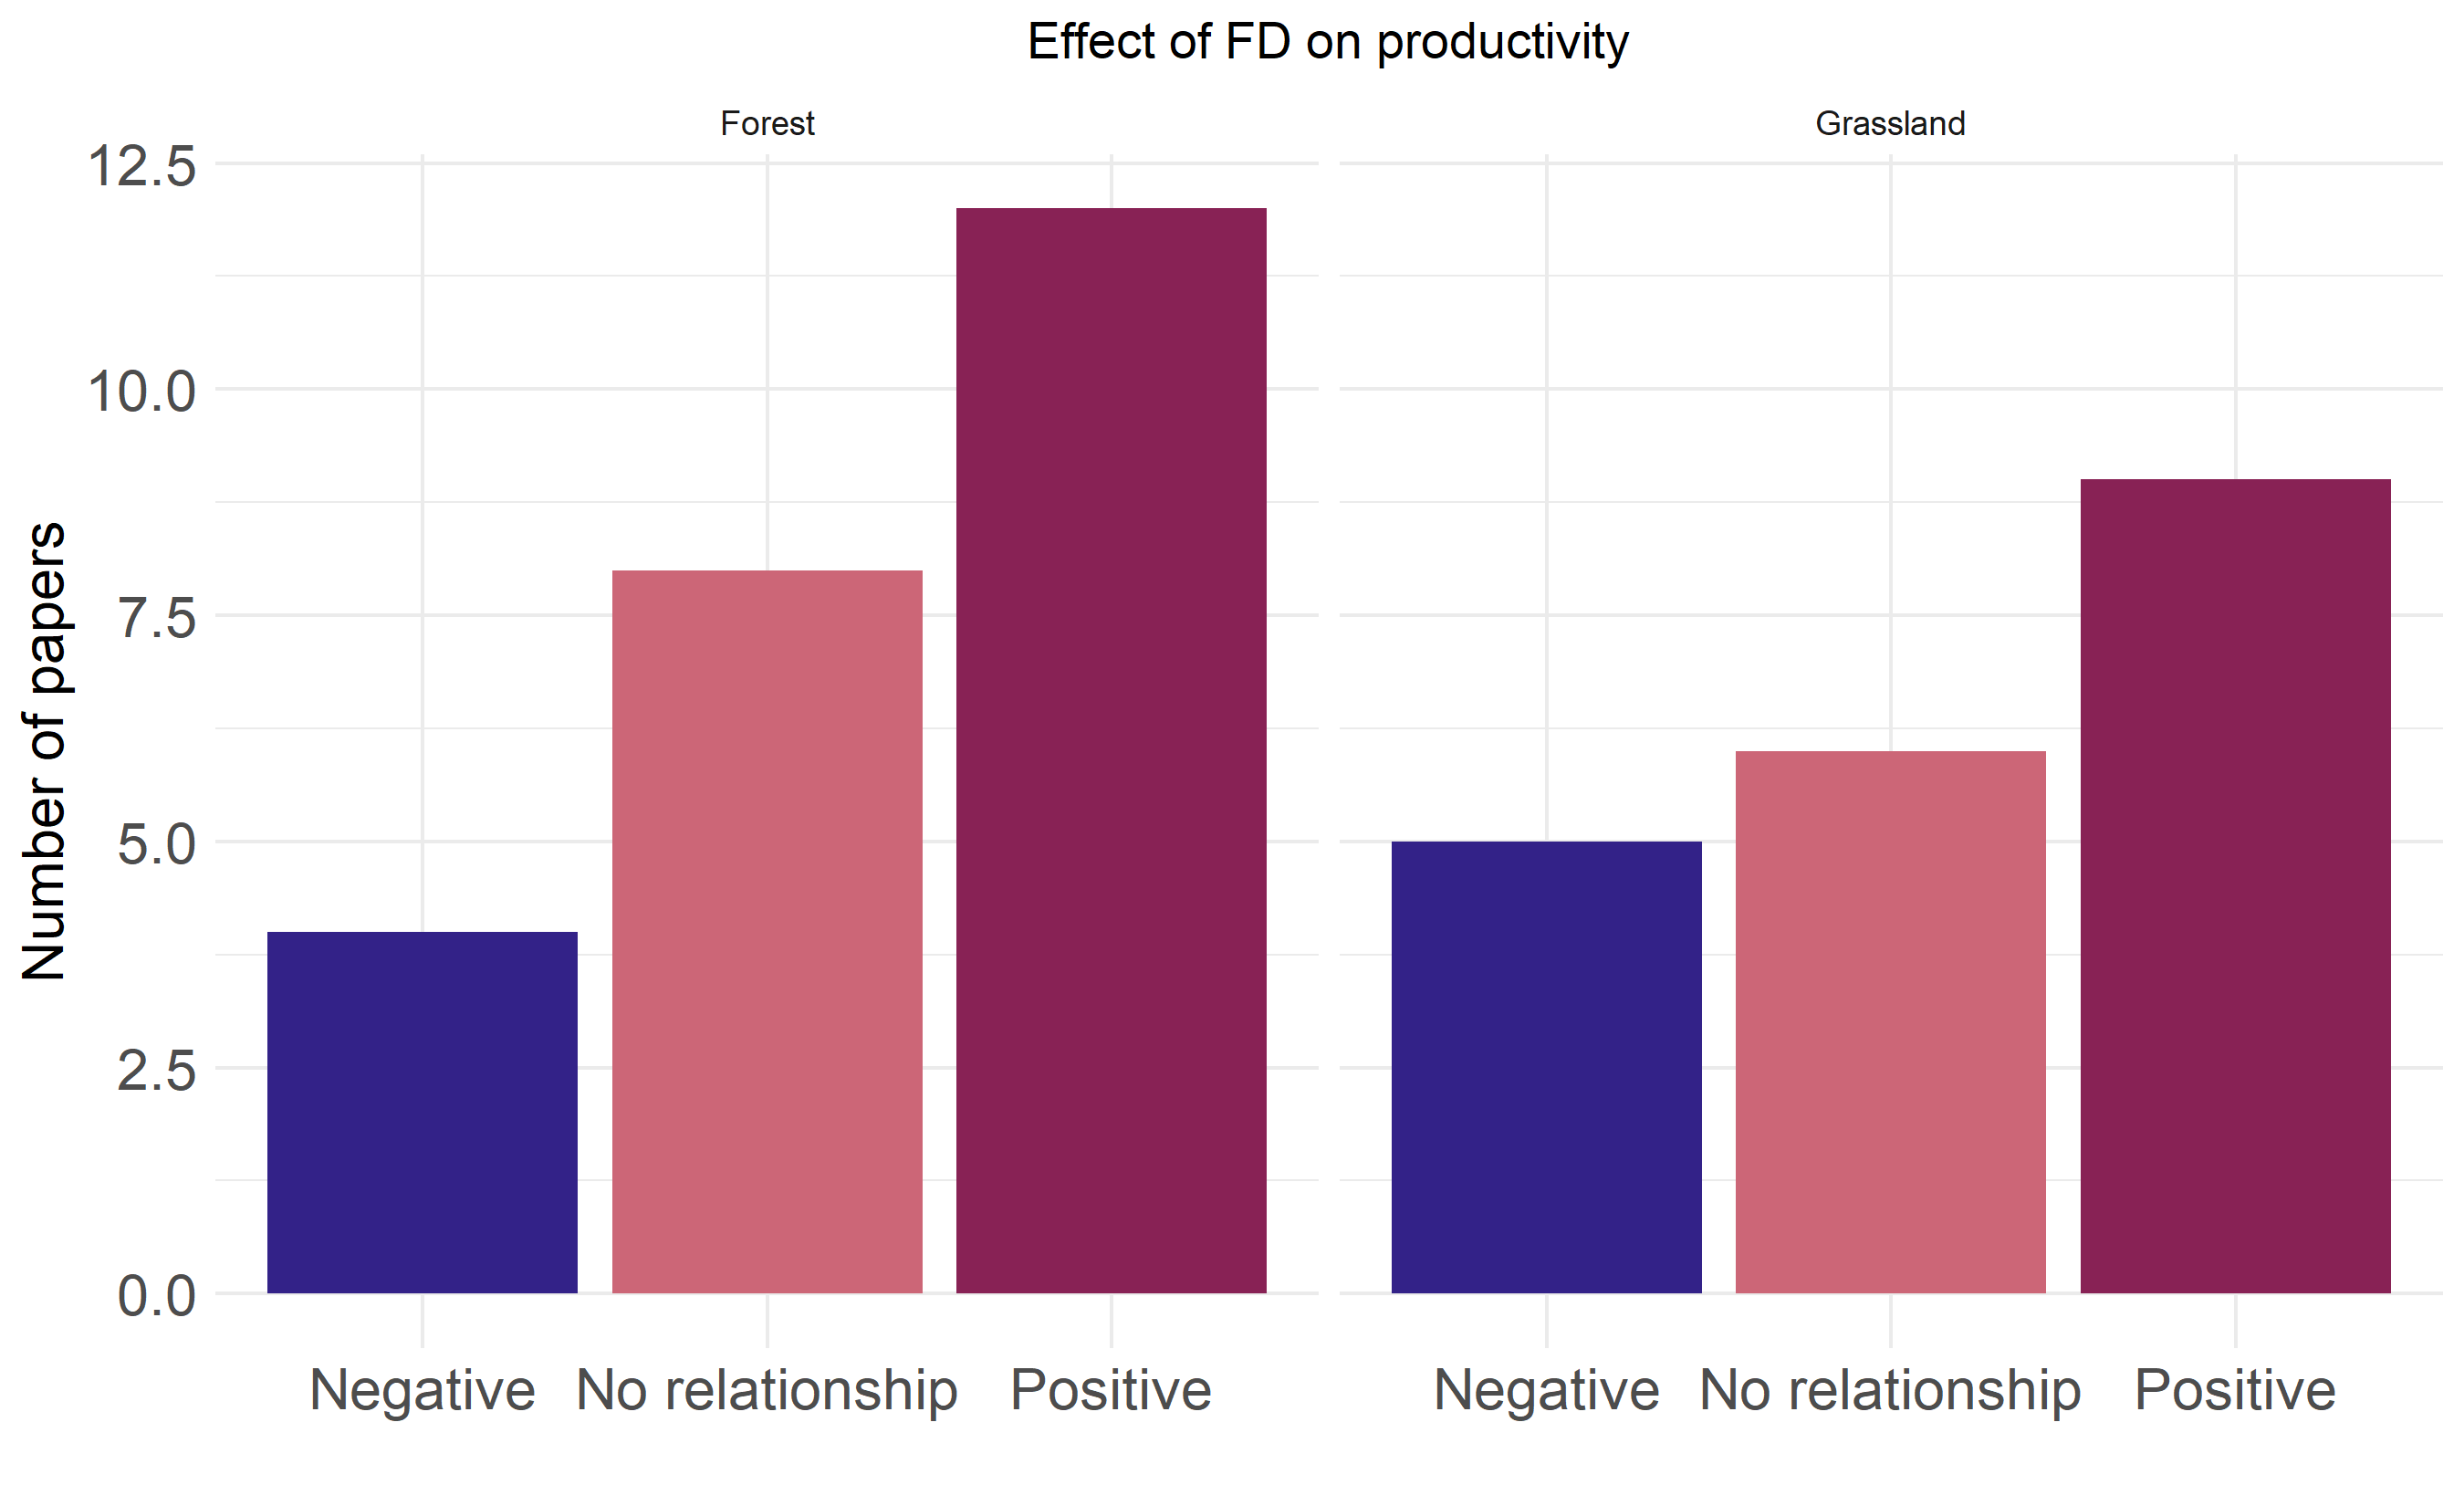 Effect of FD on productivity
Forest
Grassland
12.5
10.0
7.5
5.0
2.5
0.0
Number of papers
Negative
No relationship
Positive
Negative
No relationship
Positive